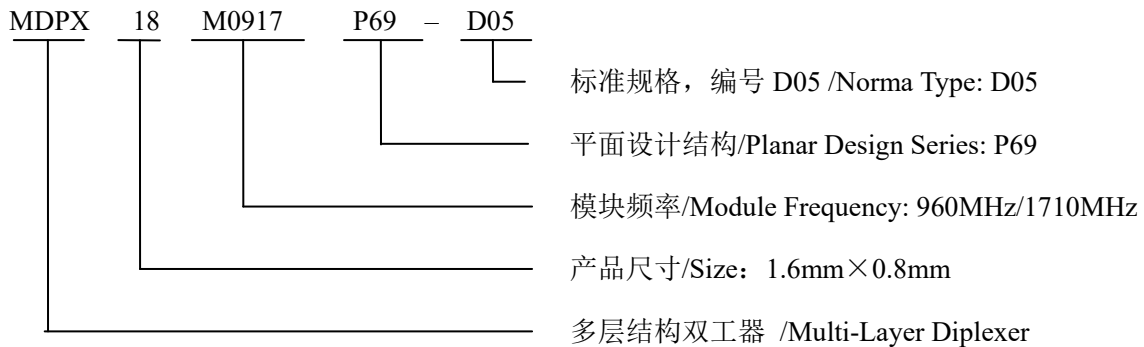 MDPX 18 M0917 P69 – D05
标准规格，编号 D05 /Norma Type: D05
平面设计结构/Planar Design Series: P69
模块频率/Module Frequency: 960MHz/1710MHz
产品尺寸/Size：1.6mm×0.8mm
多层结构双工器 /Multi-Layer Diplexer